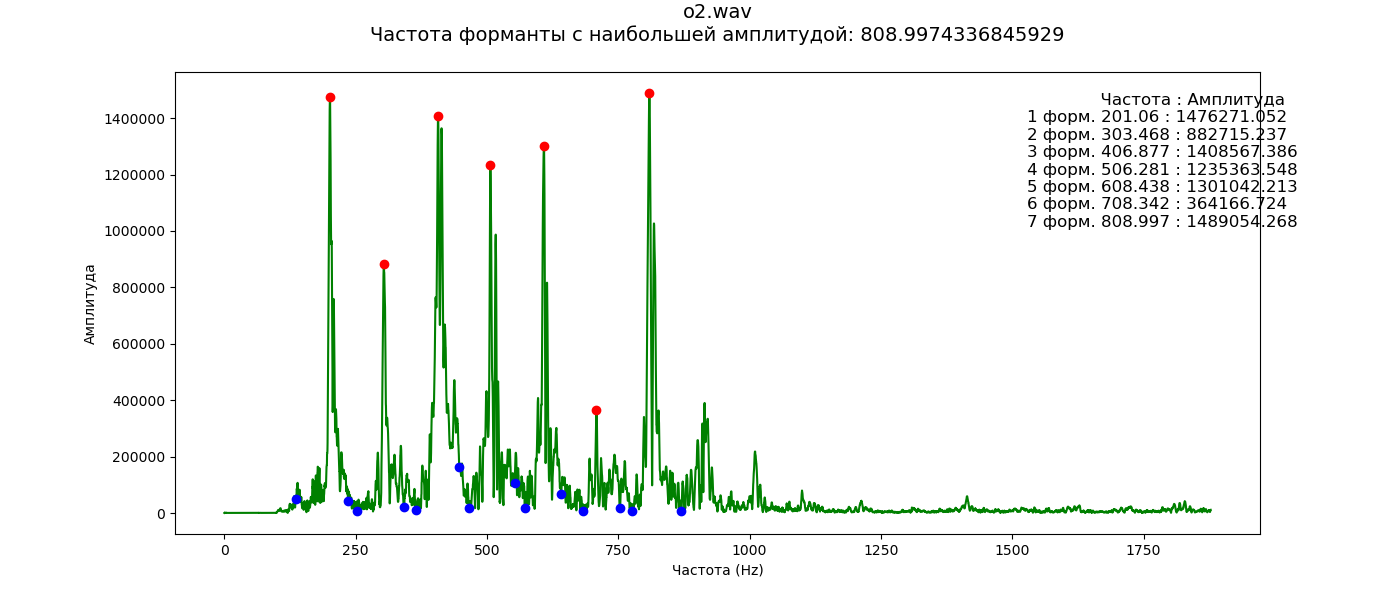 o2.wav
Частота форманты с наибольшей амплитудой: 808.9974336845929
Частота : Амплитуда
1 форм. 201.06 : 1476271.052
2 форм. 303.468 : 882715.237
3 форм. 406.877 : 1408567.386
4 форм. 506.281 : 1235363.548
5 форм. 608.438 : 1301042.213
6 форм. 708.342 : 364166.724
7 форм. 808.997 : 1489054.268
Амплитуда
1400000
1200000
1000000
800000
600000
400000
200000
0
0 250 500 750 1000 1250 1500 1750
Частота (Hz)